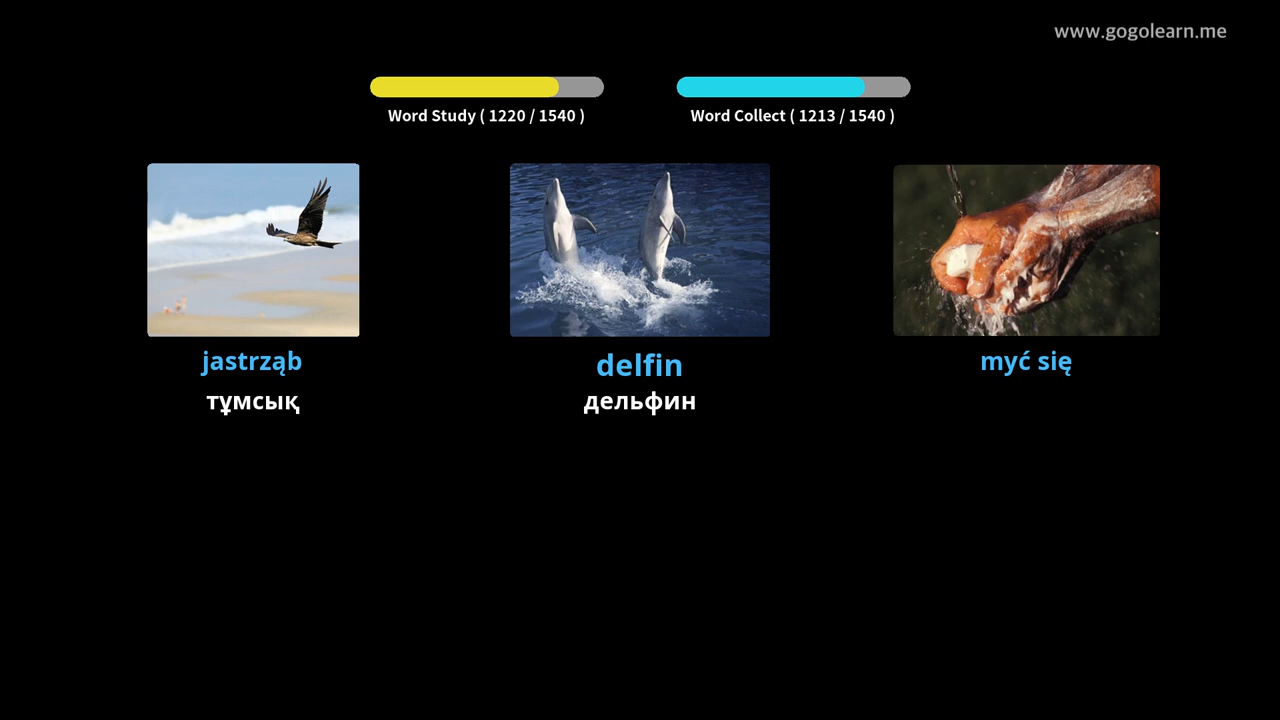 www.gogolearn.me
Word Study ( 1220 / 1540 )
Word Collect ( 1213 / 1540 )
jastrząb
delfin
myć się
тұмсық
дельфин